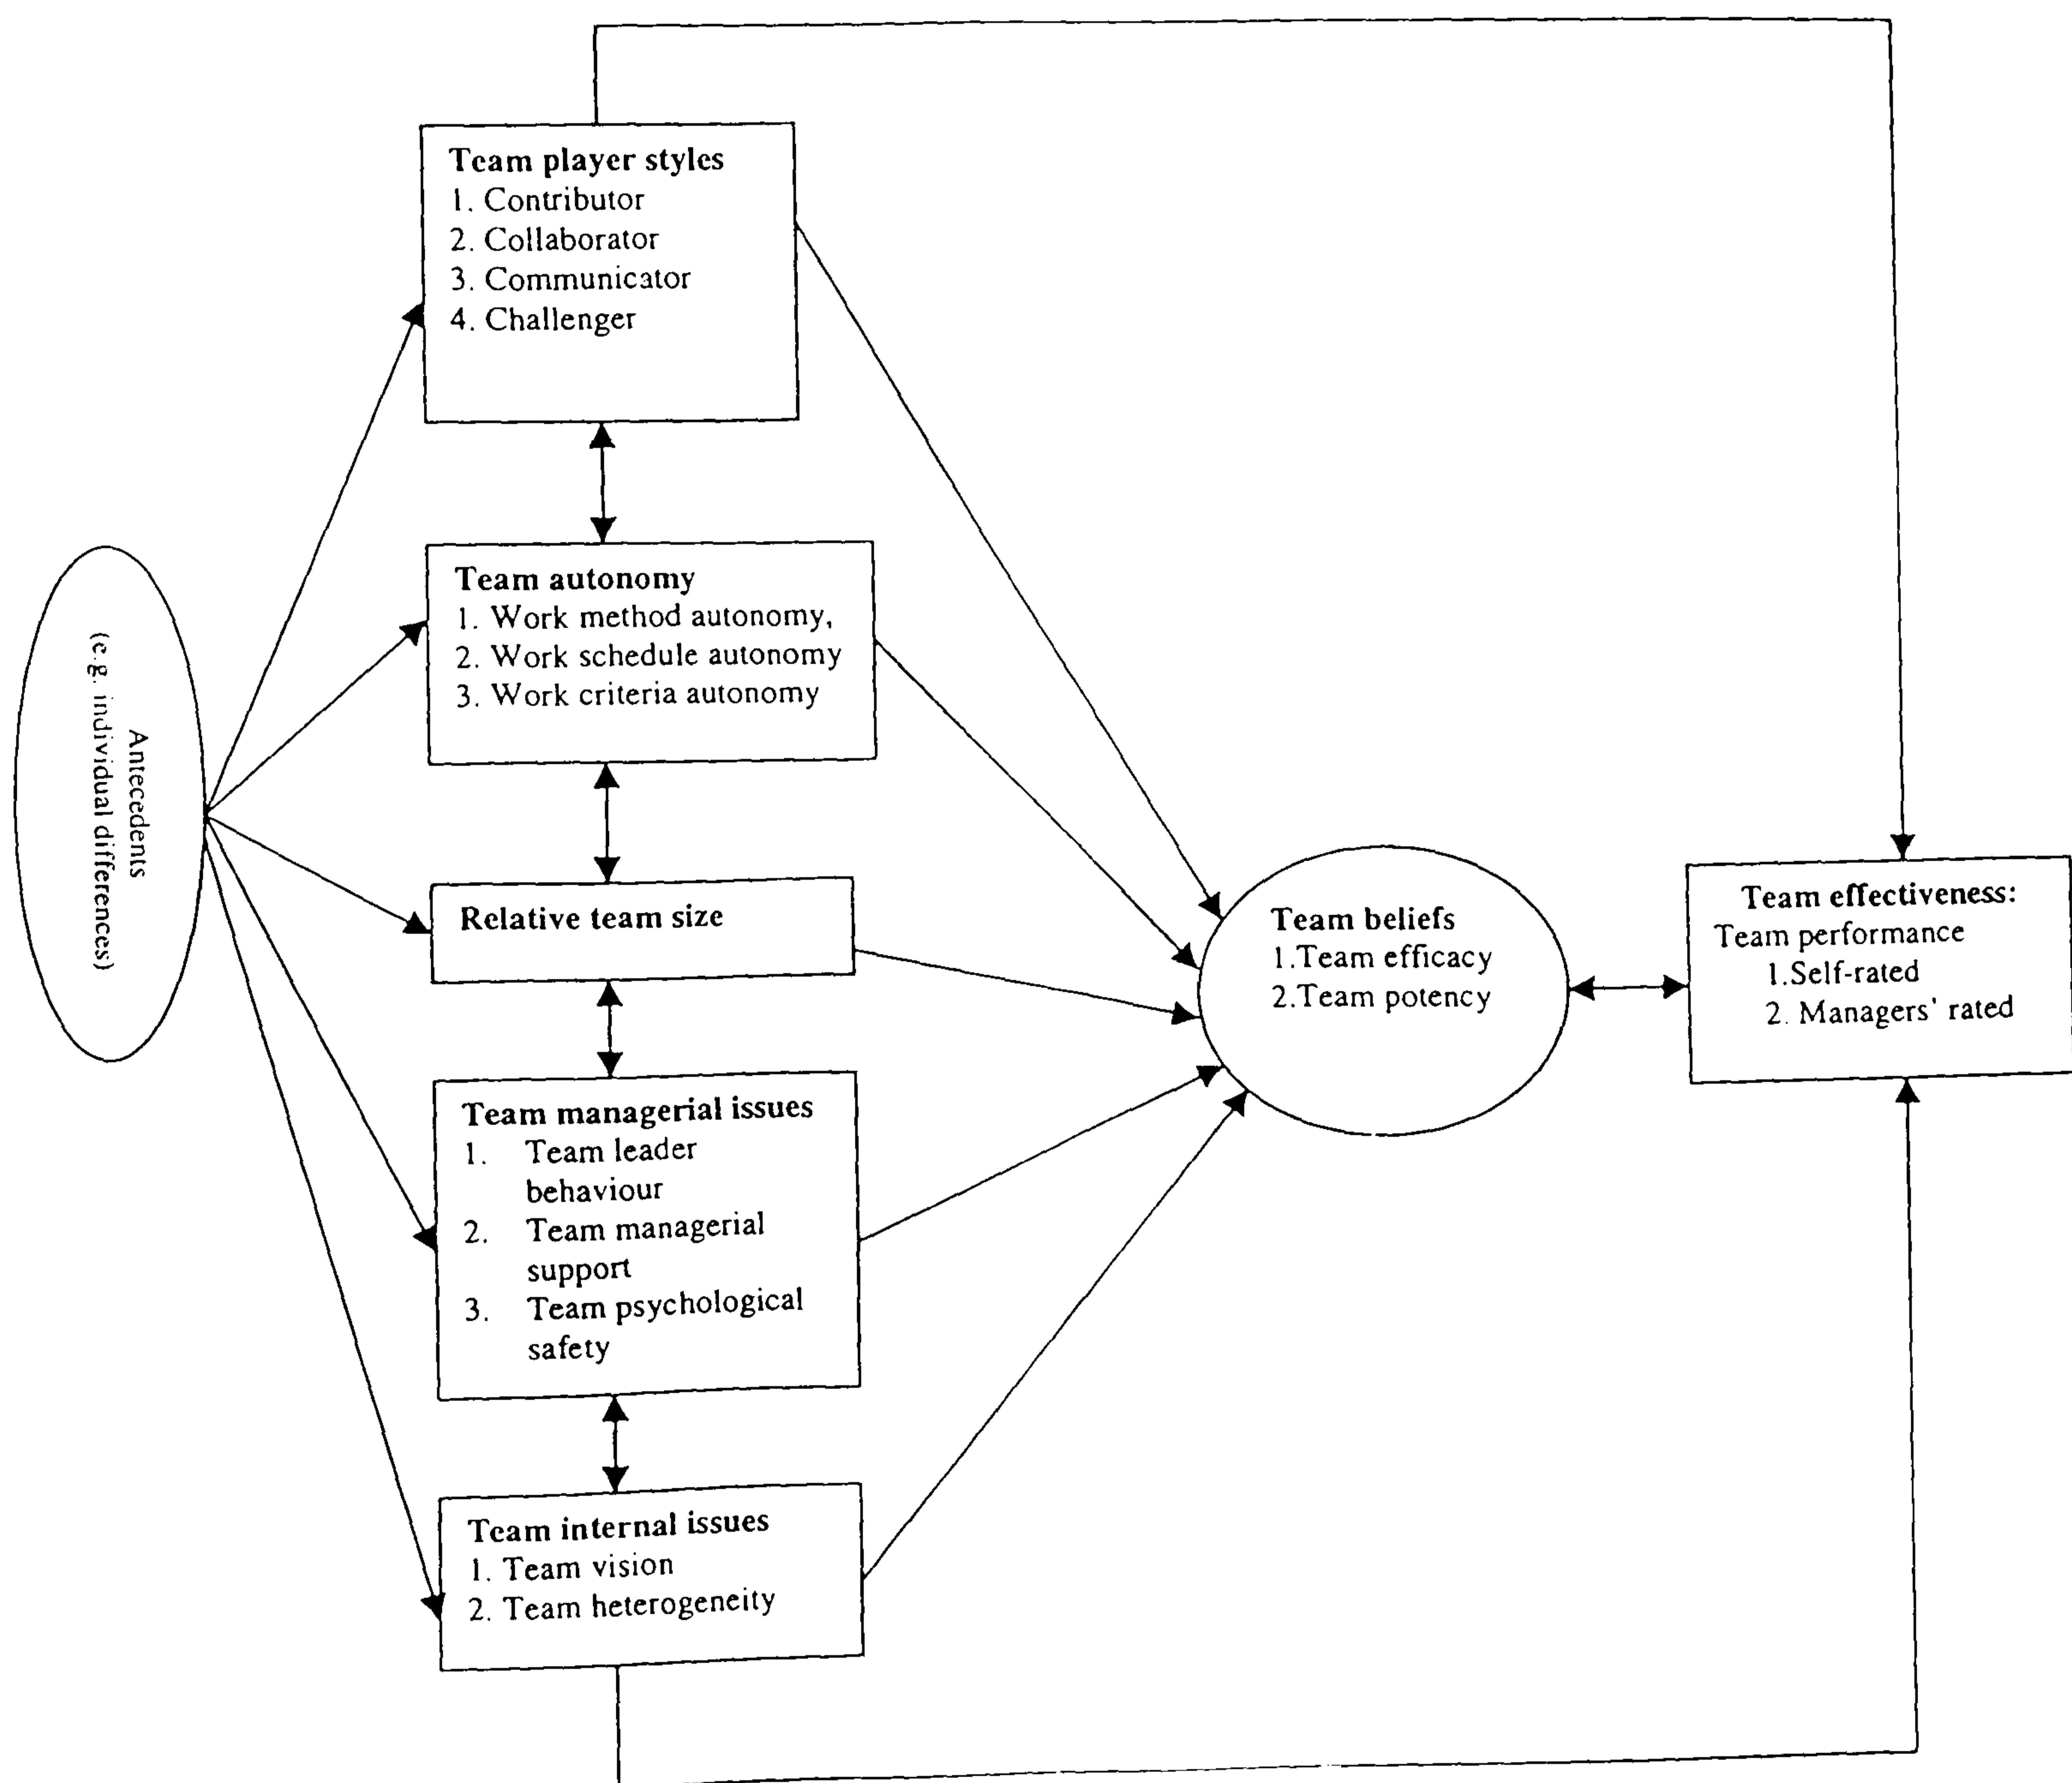 Team player styles
1. Contributor
2. Collaborator
3. Communicator
4. Challenger
Team autonomy
1. Work method autonomy,
2. Work schedule autonomy
3. Work criteria autonomy
Antecedents
(e.g. individual differences)
Relative team size
Team managerial issues
1. Team leader
behaviour
2. Team managerial
support
3. Team psychological
safety
Team internal issues
1. Team vision
2. Team heterogeneity
Team beliefs
1.Team efficacy
2.Team potency
Team effectiveness:
Team performance
1.Self-rated
2. Managers' rated